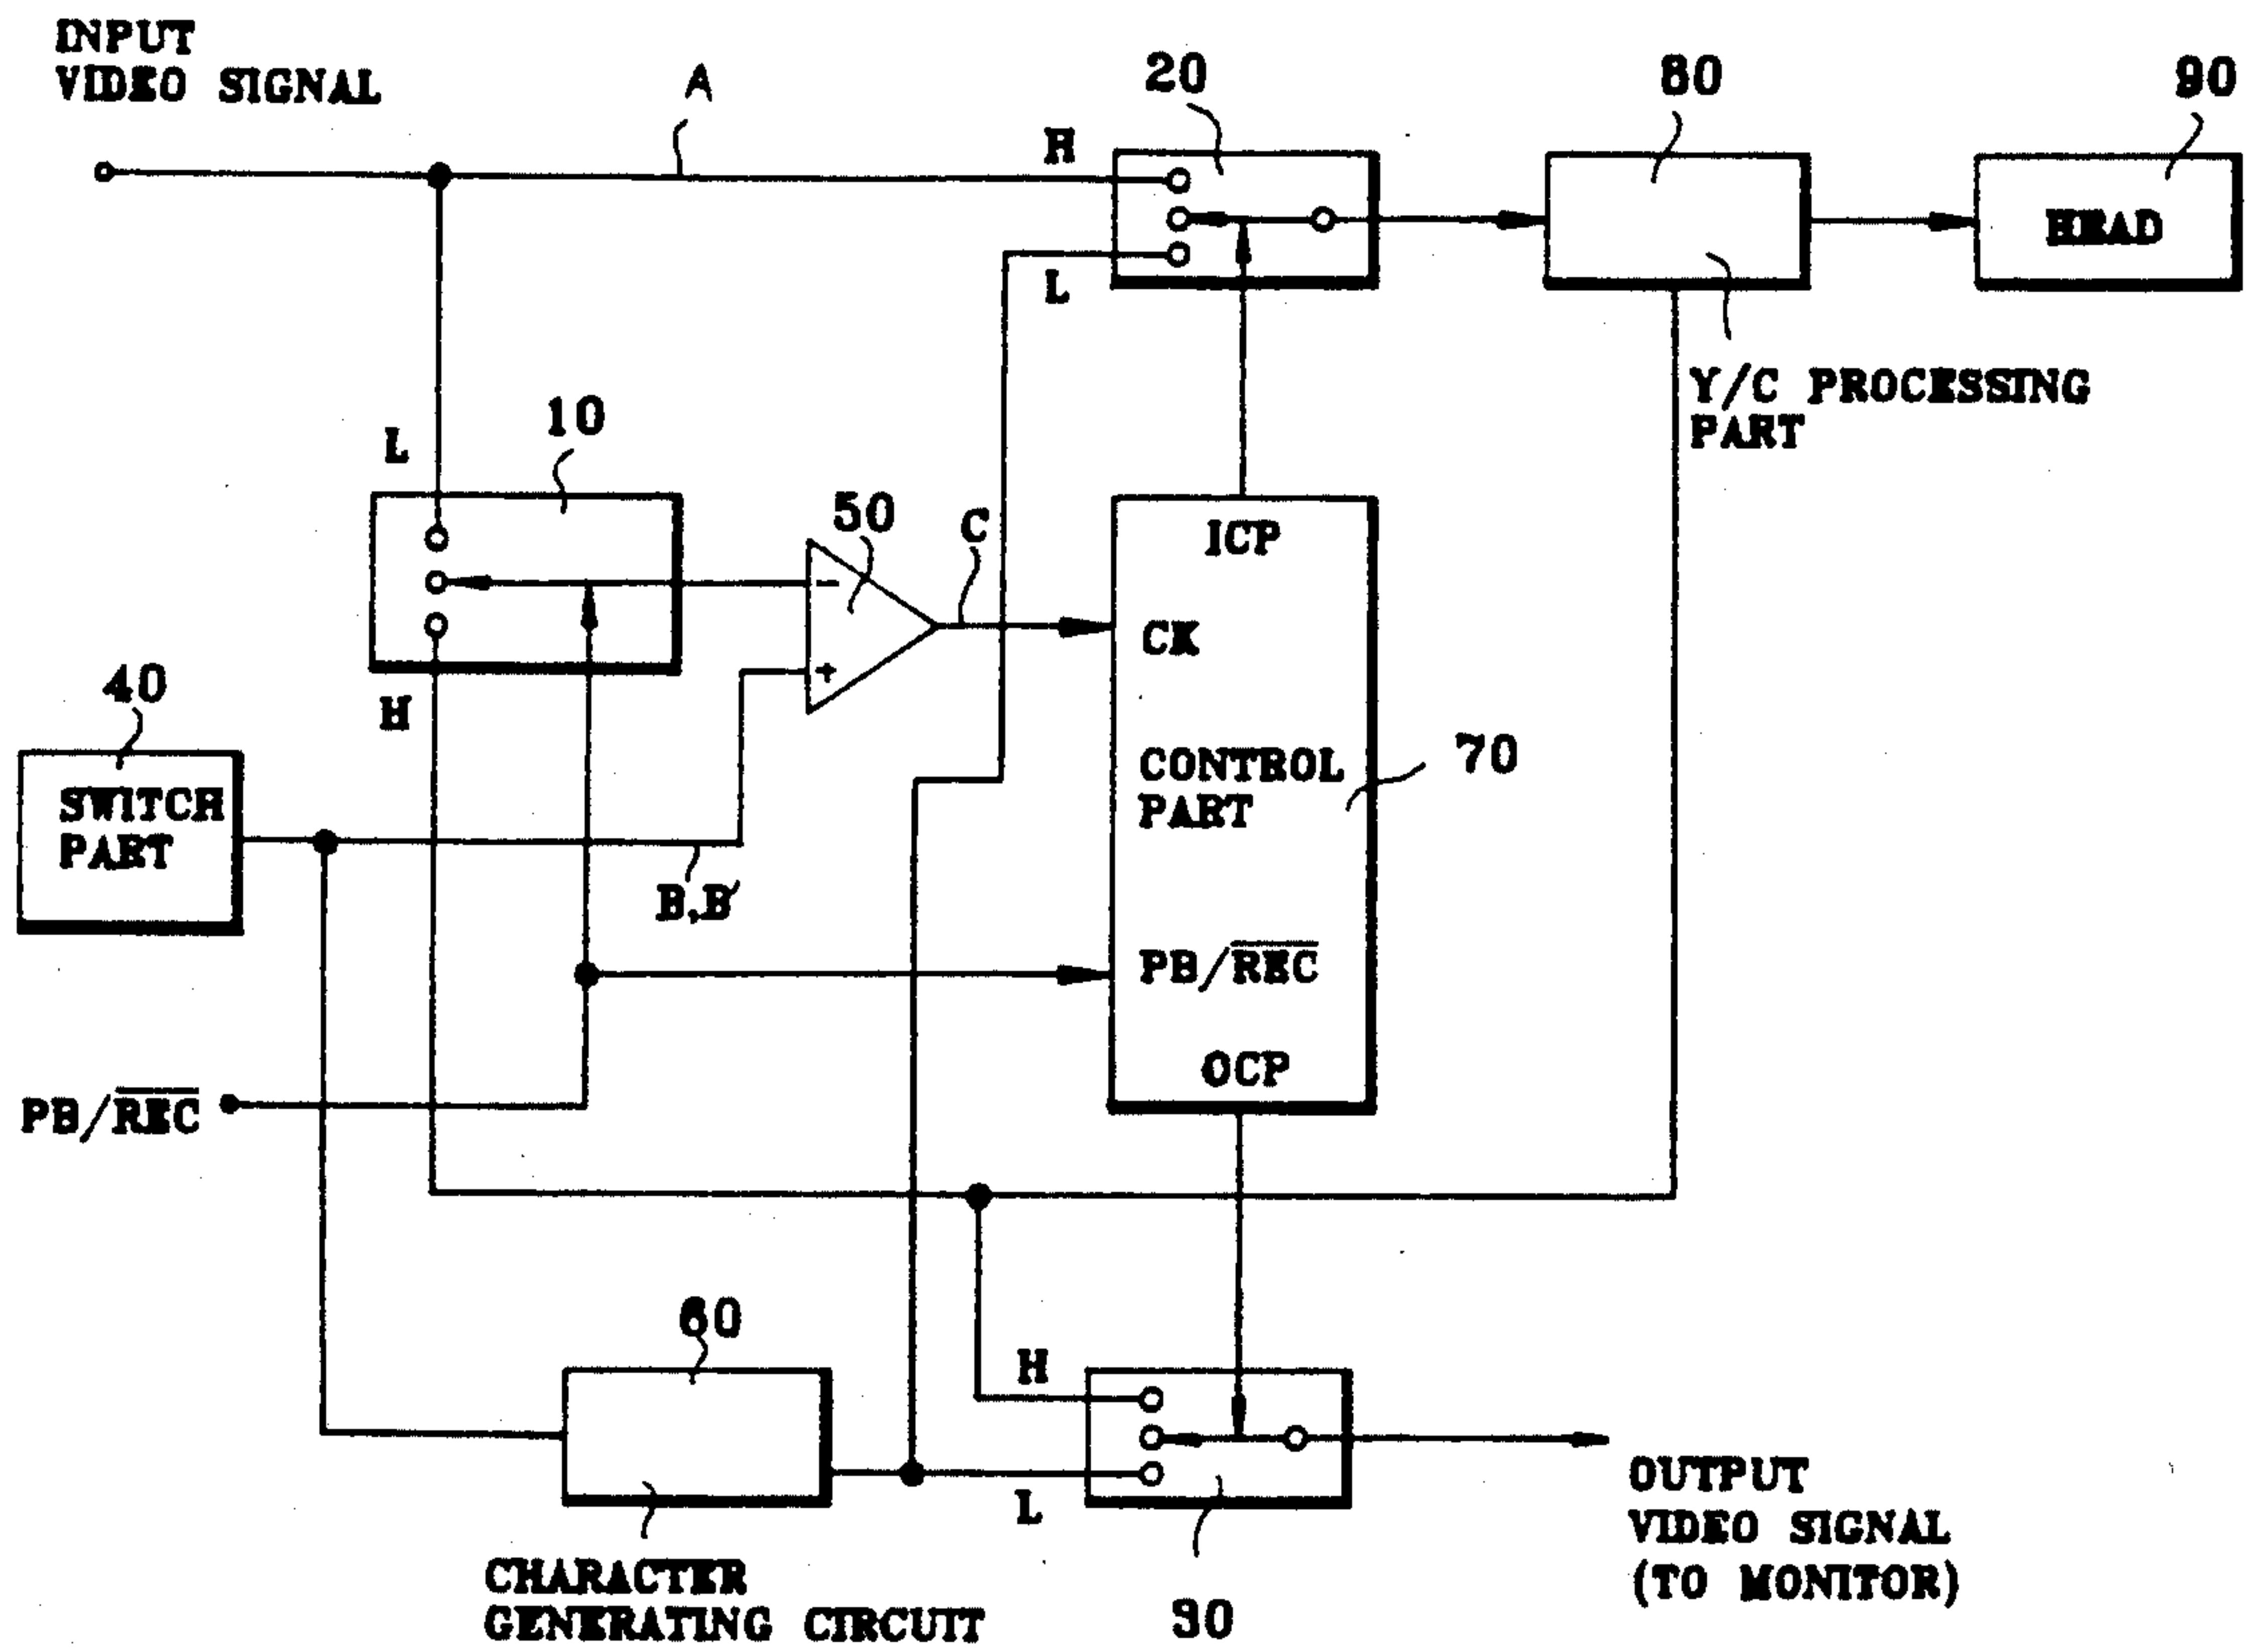 INPUT
VIDEO SIGNAL
A
20
80
90
H
L
HEAD
Y/C PROCESSING
PART
L
10
50
C
ICP
CK
H
40
SWITCH
PART
CONTROL
PART
70
B,B'
PB/REC
PB/REC
OCP
60
H
L
CHARACTER
GENERATING CIRCUIT
30
OUTPUT
VIDEO SIGNAL
(TO MONITOR)
-
+